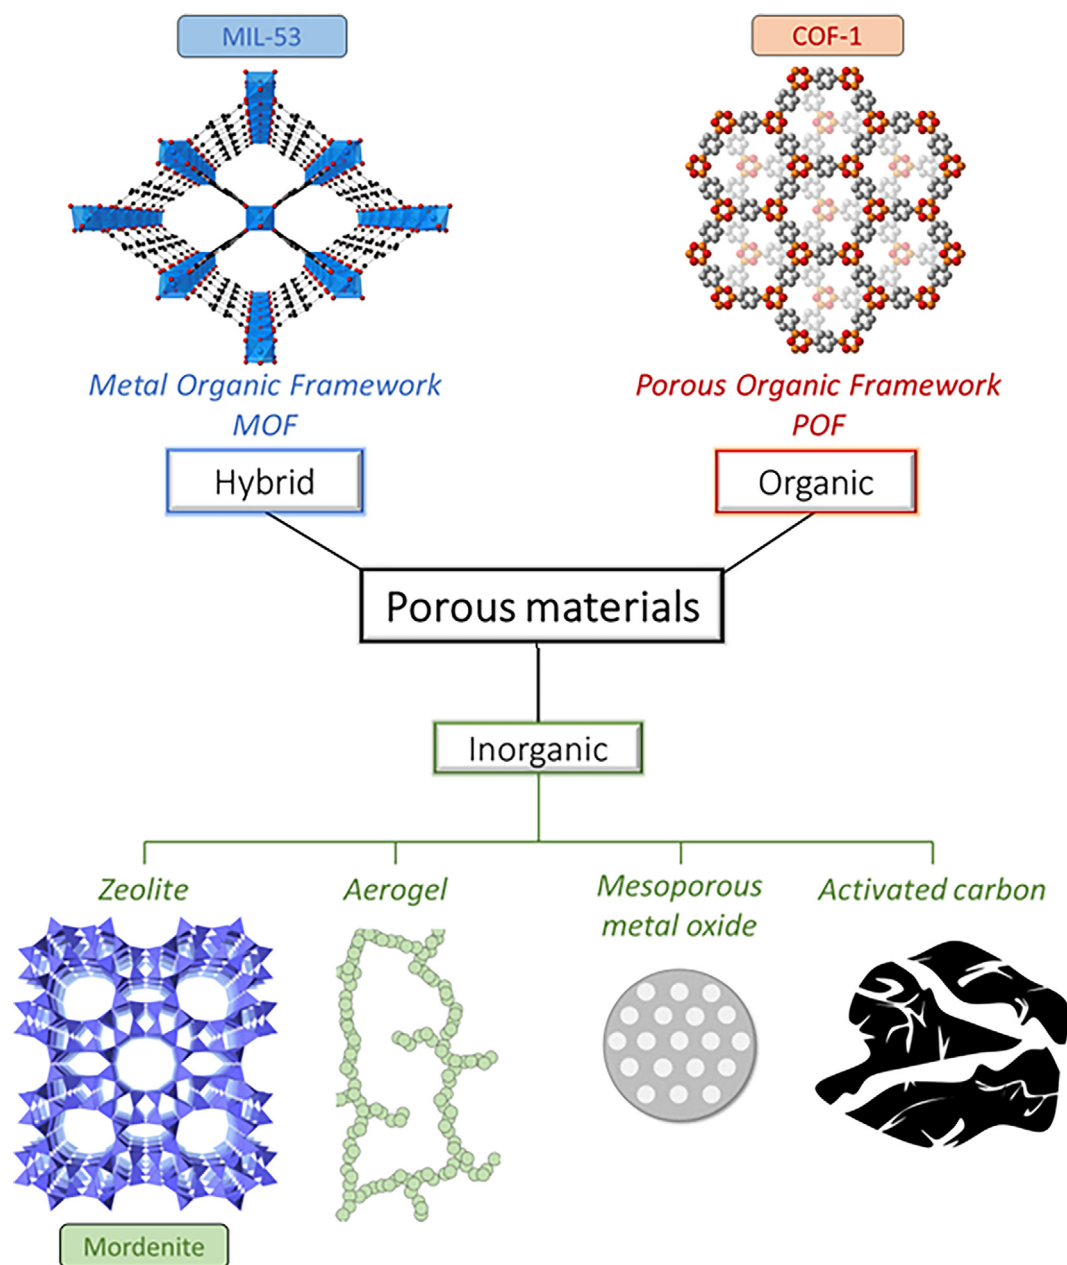 MIL-53
COF-1
Metal Organic Framework
MOF
Porous Organic Framework
POF
Hybrid
Organic
Porous materials
Inorganic
Zeolite
Aerogel
Mesoporous
metal oxide
Activated carbon
Mordenite